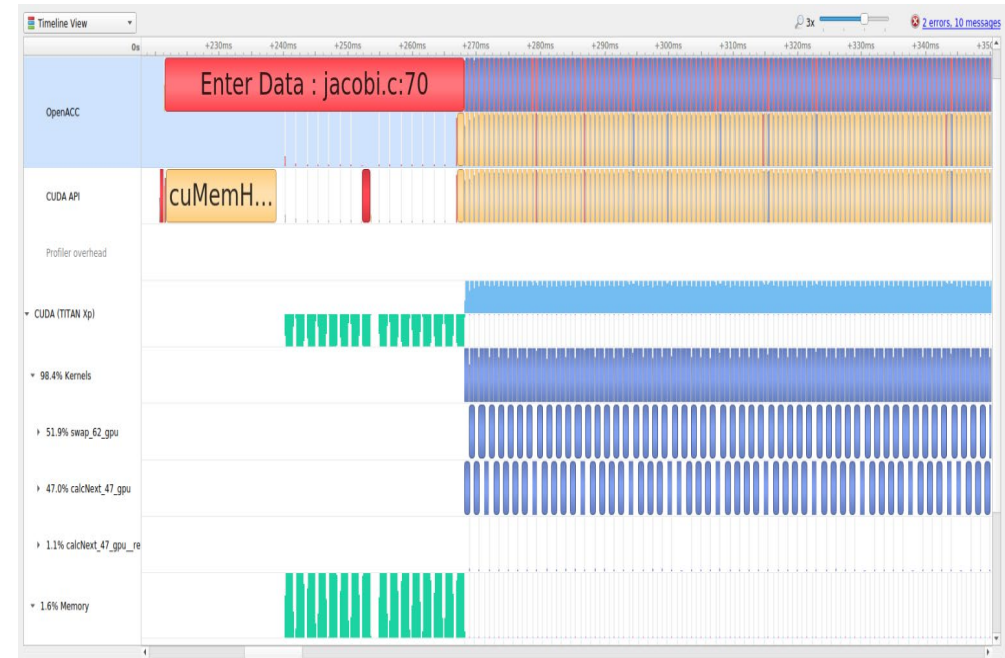 Timeline View
3x
2 errors, 10 messages
0s +230ms +240ms +250ms +260ms +270ms +280ms +290ms +300ms +310ms +320ms +330ms +340ms +350
OpenACC
Enter Data : jacobi.c:70
CUDA API
cuMemH...
Profiler overhead
CUDA (TITAN Xp)
98.4% Kernels
51.9% swap_62_gpu
47.0% calcNext_47_gpu
1.1% calcNext_47_gpu__re
1.6% Memory